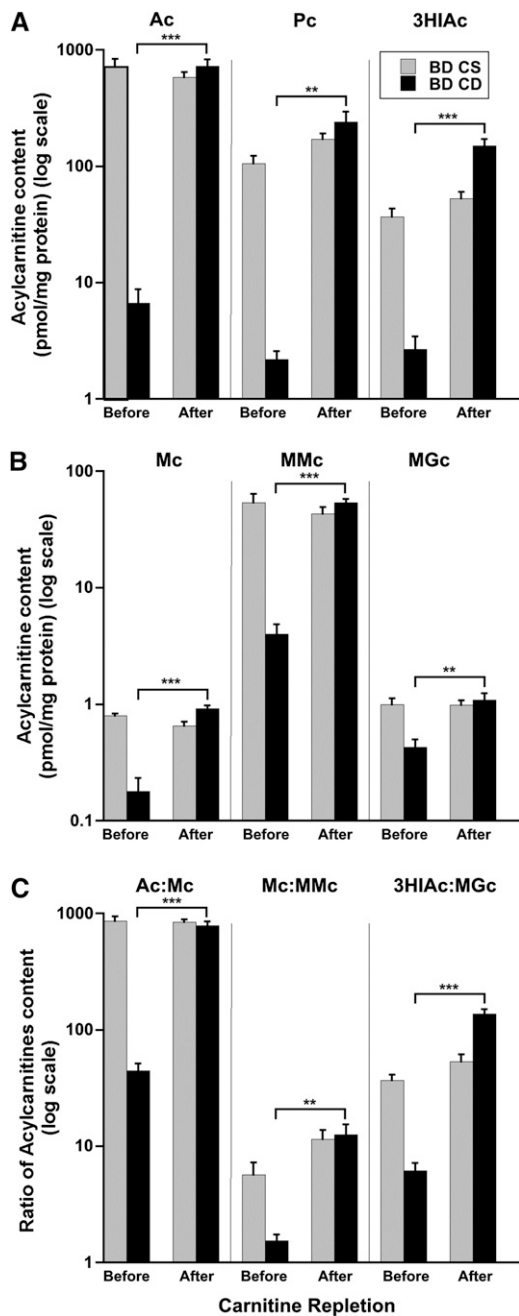 A
Ac Pc 3HIAc
BD CS
BD CD
***
**
***
Acylcarnitine content
(pmol/mg protein) (log scale)
1000
100
10
1
Before After Before After Before After
B
Mc MMc MGc
***
***
**
Acylcarnitine content
(pmol/mg protein) (log scale)
100
10
1.0
0.1
Before After Before After Before After
C
Ac:Mc Mc:MMc 3HIAc:MGc
***
**
***
Ratio of Acylcarnitines content
(log scale)
1000
100
10
1
Before After Before After Before After
Carnitine Repletion